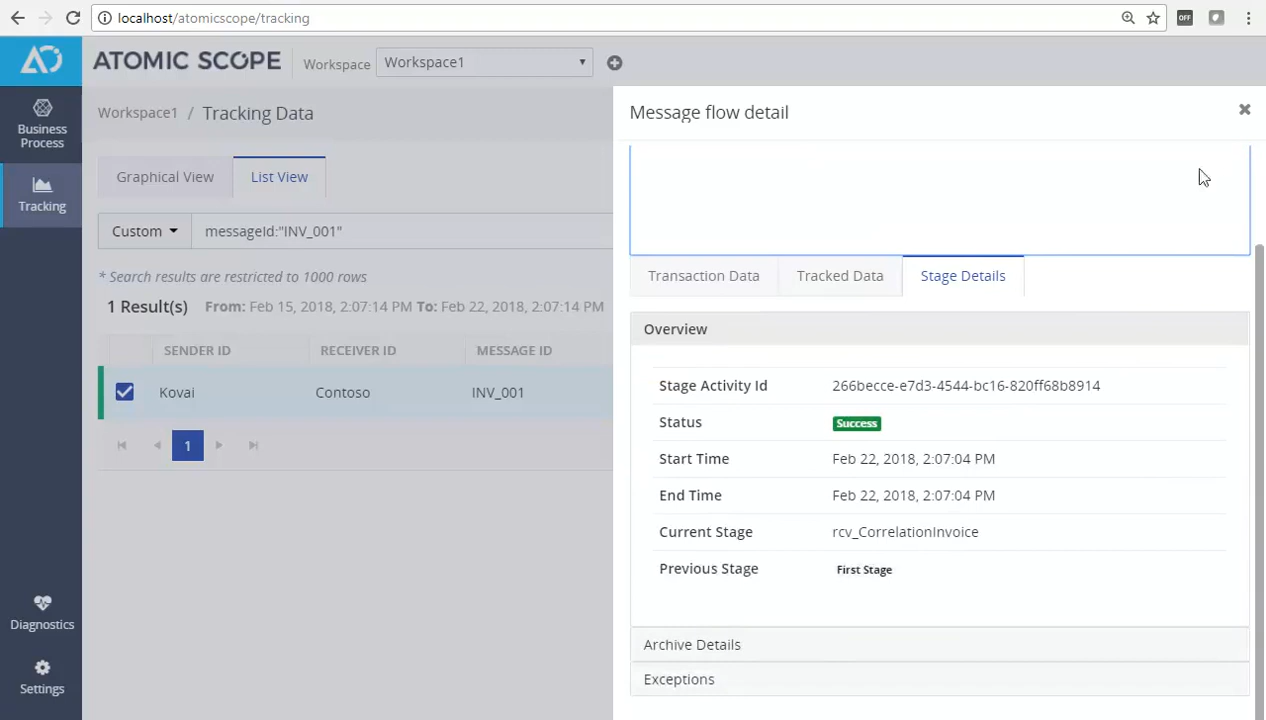 localhost/atomicscope/tracking
OFF
ATOMIC SCOPE
Workspace
Workspace1
Business Process
Tracking
Diagnostics
Settings
Workspace1 / Tracking Data
Graphical View
List View
Custom
messageId:"INV_001"
* Search results are restricted to 1000 rows
1 Result(s) From: Feb 15, 2018, 2:07:14 PM To: Feb 22, 2018, 2:07:14 PM
SENDER ID RECEIVER ID MESSAGE ID
Kovai Contoso INV_001
1
Message flow detail
Transaction Data Tracked Data Stage Details
Overview
Stage Activity Id 266becce-e7d3-4544-bc16-820ff68b8914
Status Success
Start Time Feb 22, 2018, 2:07:04 PM
End Time Feb 22, 2018, 2:07:04 PM
Current Stage rcv_CorrelationInvoice
Previous Stage First Stage
Archive Details
Exceptions